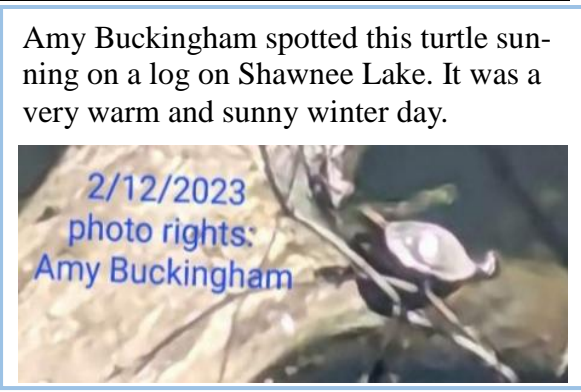 Amy Buckingham spotted this turtle sun-
ning on a log on Shawnee Lake. It was a
very warm and sunny winter day.
2/12/2023
photo rights:
Amy Buckingham